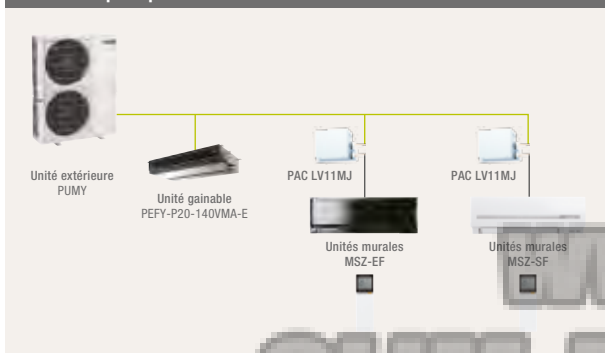 Unité extérieure
PUMY
Unité gainable
PEFY-P20-140VMA-E
PAC LV11MJ
Unités murales
MSZ-EF
PAC LV11MJ
Unités murales
MSZ-SF